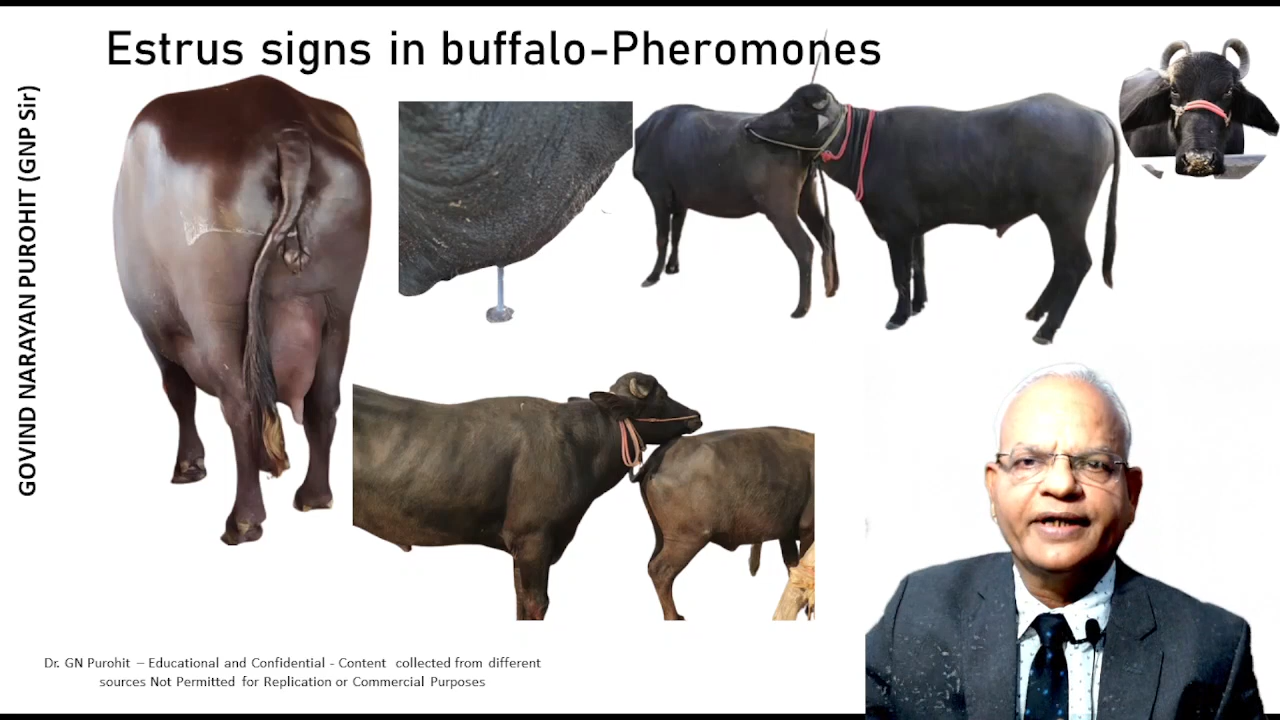 Estrus signs in buffalo-Pheromones
GOVIND NARAYAN PUROHIT (GNP Sir)
Dr. GN Purohit – Educational and Confidential - Content collected from different
sources Not Permitted for Replication or Commercial Purposes